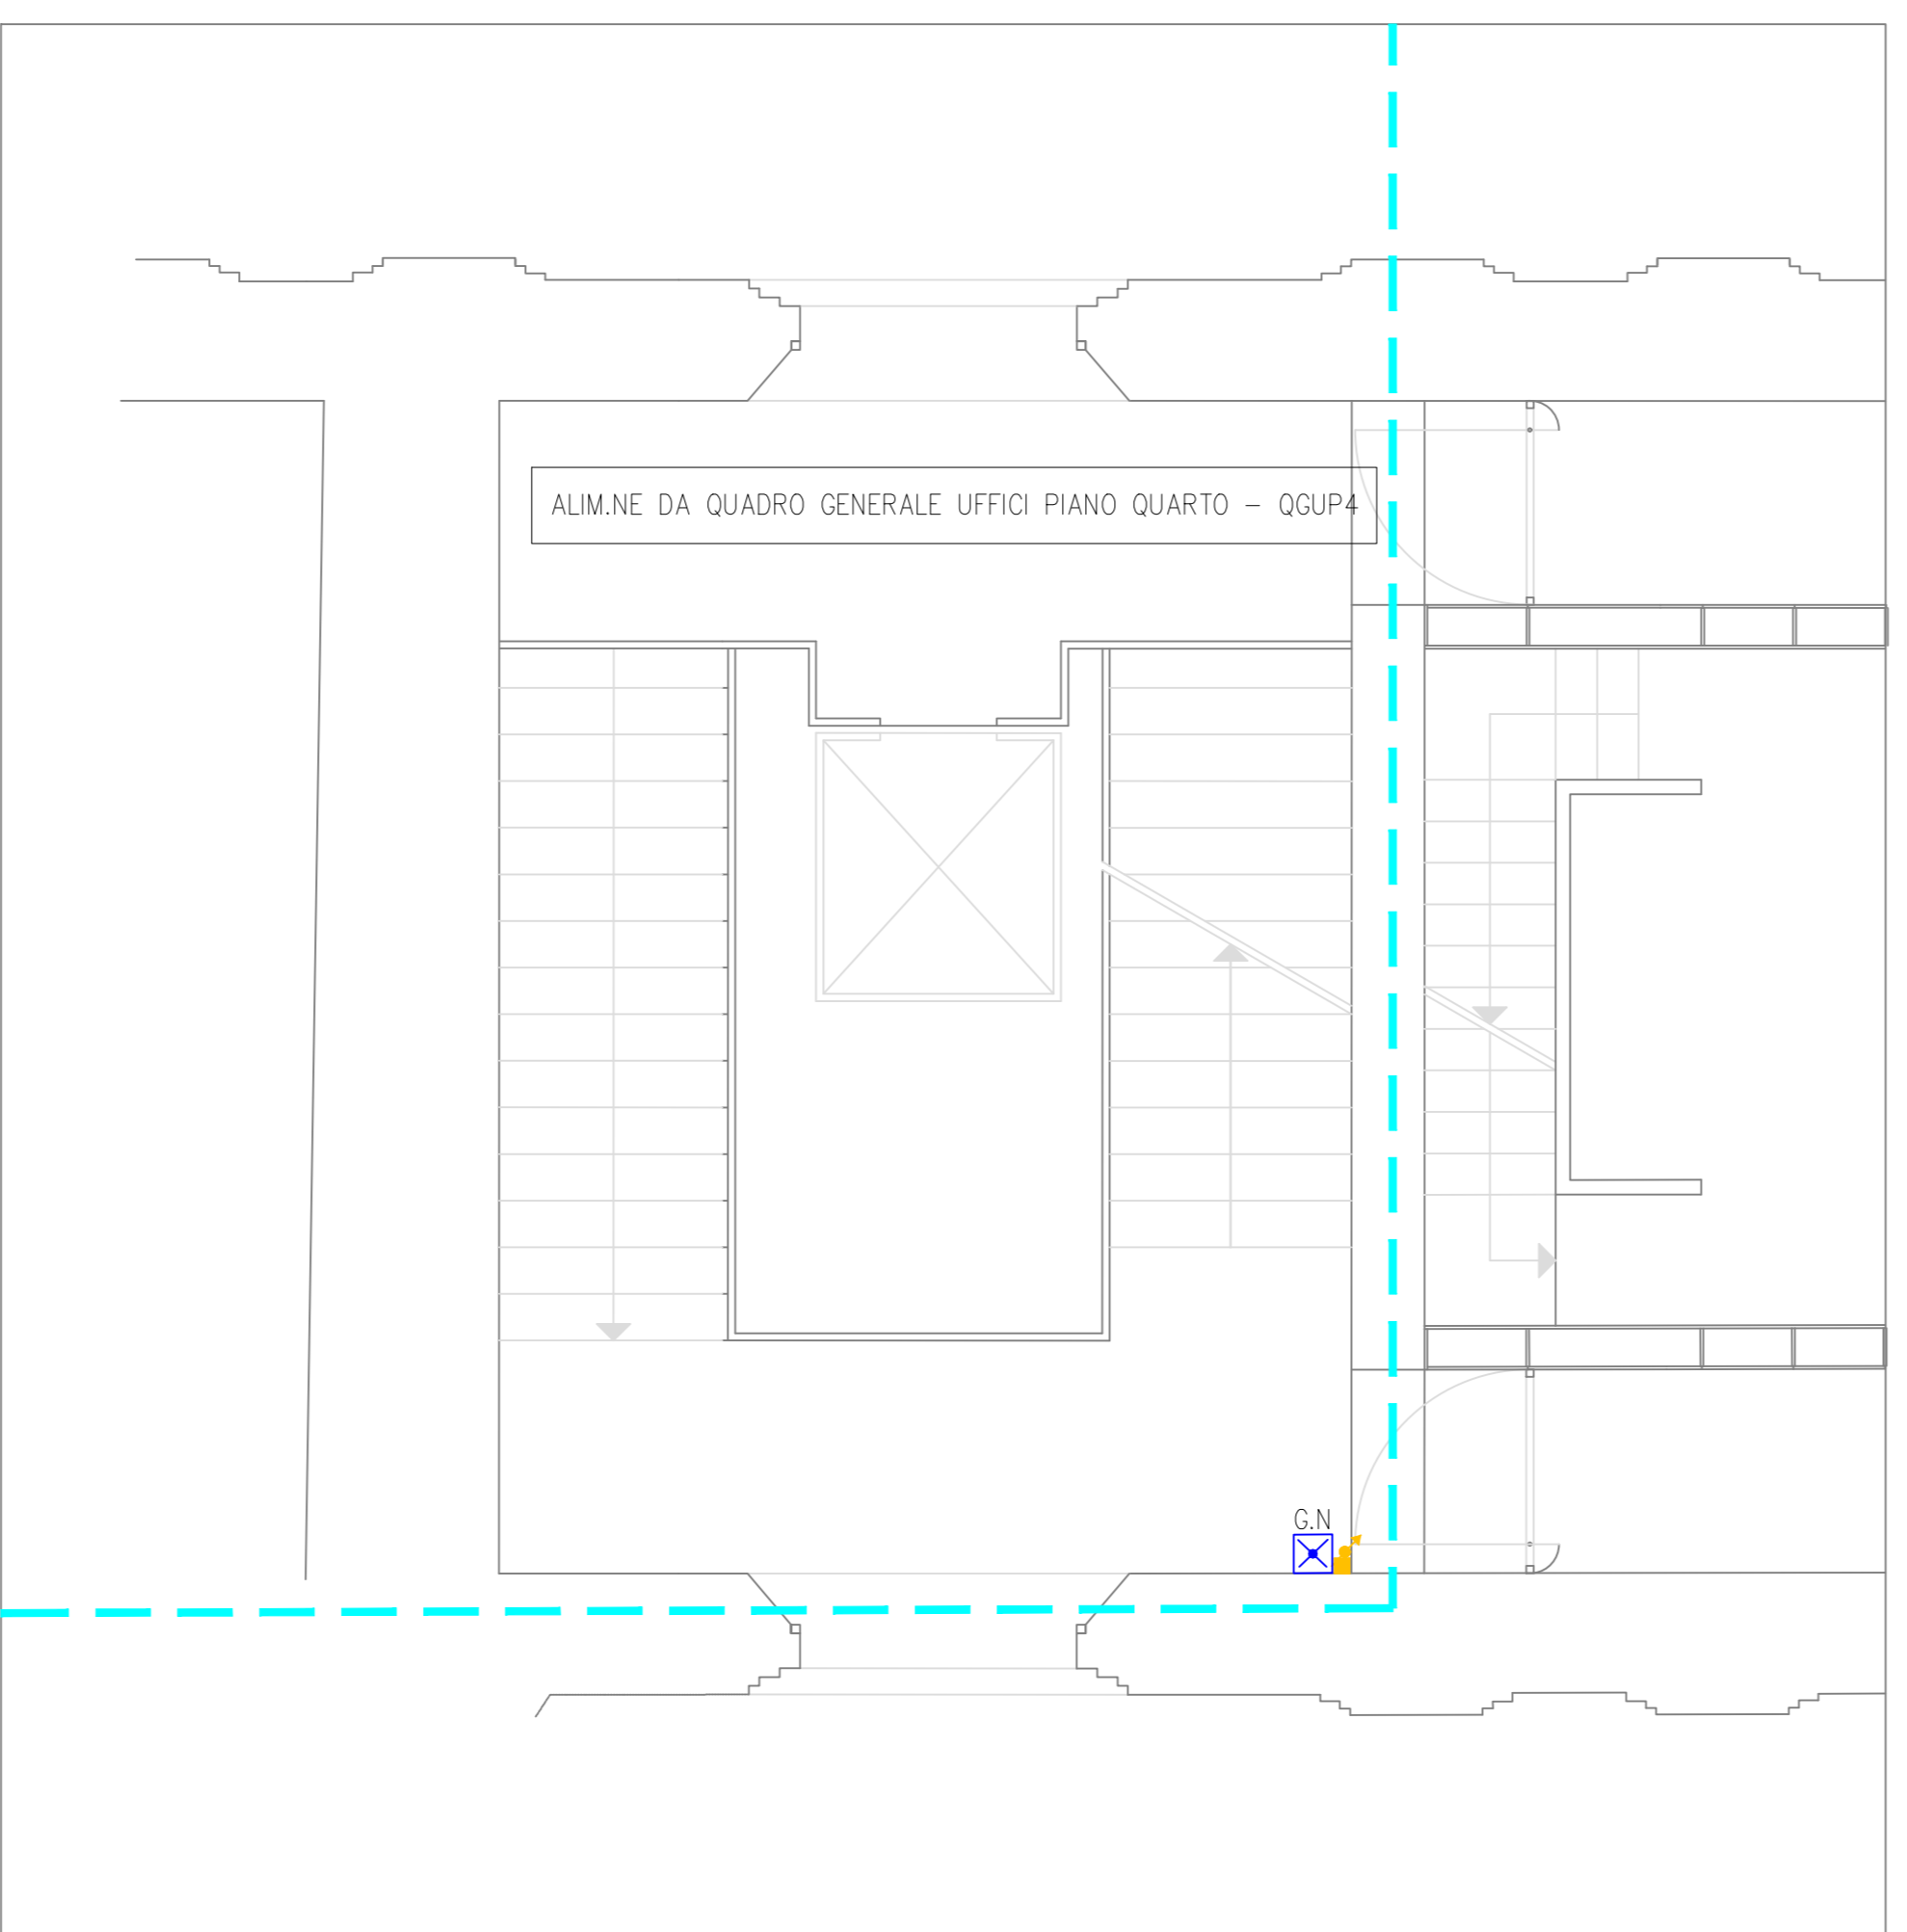 ALIM.NE DA QUADRO GENERALE UFFICI PIANO QUARTO – QGUP4
G.N